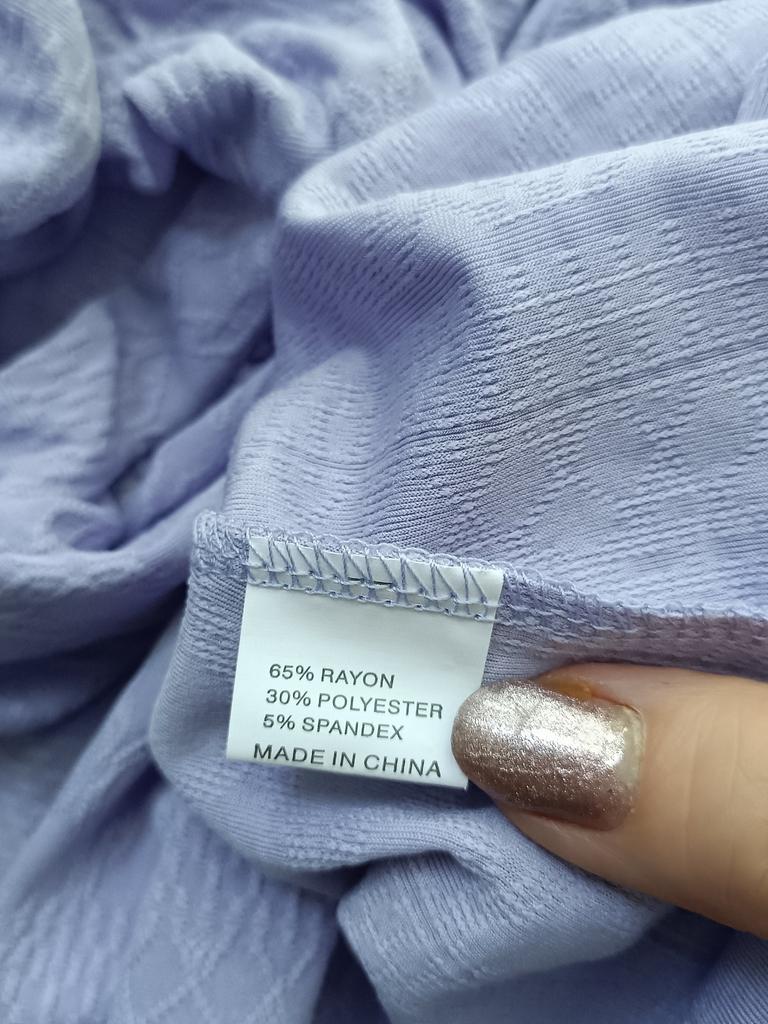 65% RAYON
30% POLYESTER
5% SPANDEX
MADE IN CHINA